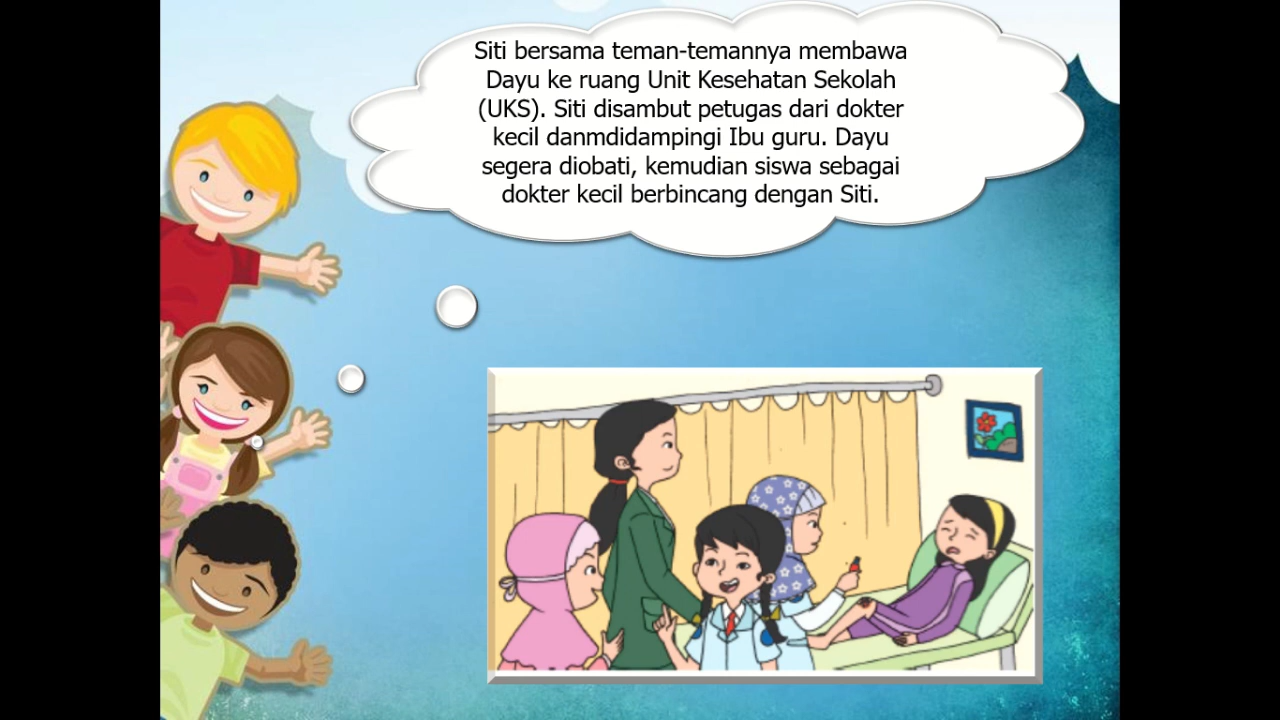 Siti bersama teman-temannya membawa
Dayu ke ruang Unit Kesehatan Sekolah
(UKS). Siti disambut petugas dari dokter
kecil danmdidampingi Ibu guru. Dayu
segera diobati, kemudian siswa sebagai
dokter kecil berbincang dengan Siti.